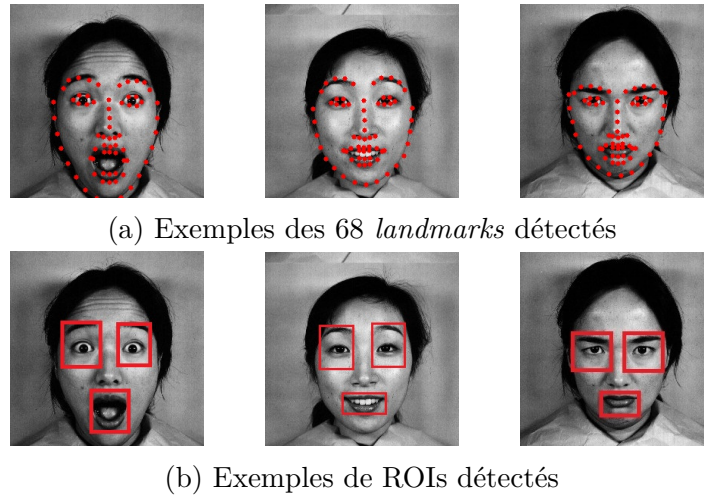 (a) Exemples des 68 landmarks détectés
(b) Exemples de ROIs détectés